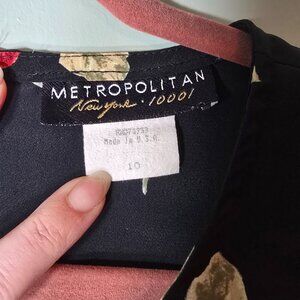 METROPOLITAN
New York · 10001
Made in U.S.A.
10